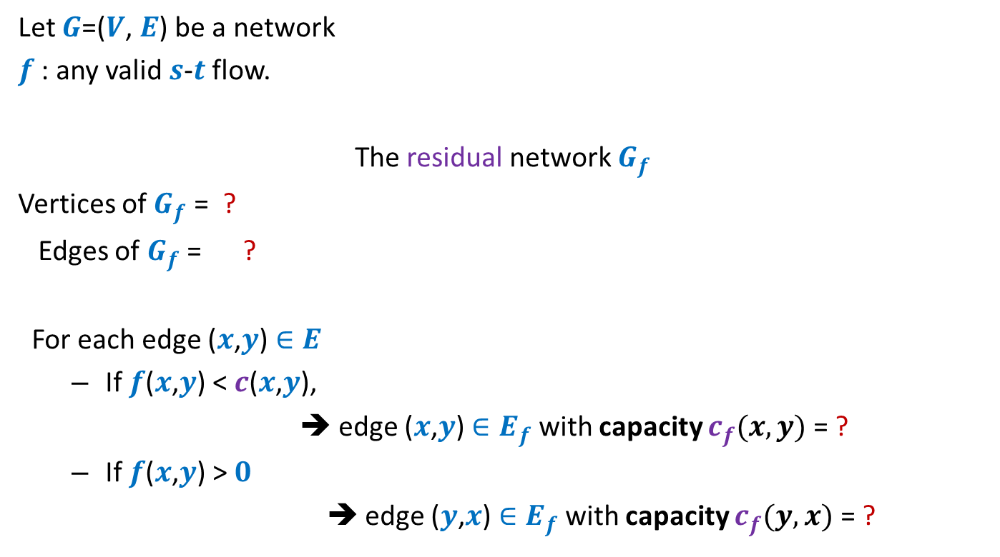 Let G=(V, E) be a network
f : any valid s-t flow.
The residual network G_f
Vertices of G_f = ?
Edges of G_f = ?
For each edge (x,y) ∈ E
– If f(x,y) < c(x,y),
➔ edge (x,y) ∈ E_f with capacity c_f(x, y) = ?
– If f(x,y) > 0
➔ edge (y,x) ∈ E_f with capacity c_f(y, x) = ?